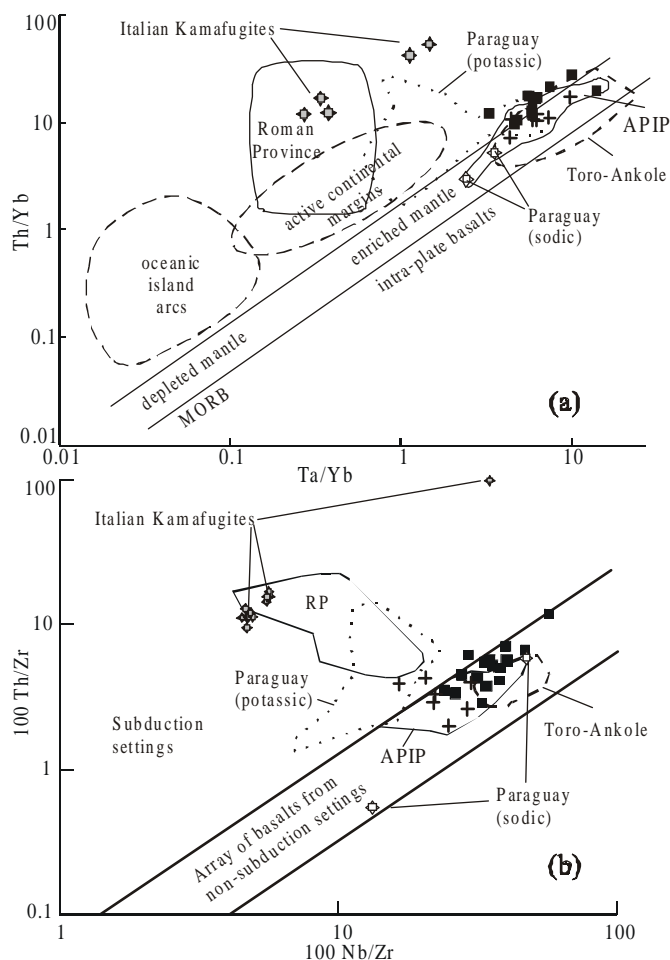 100
Italian Kamafugites
Paraguay
(potassic)
10
Roman
Province
APIP
Toro-Ankole
active continental
margins
Paraguay
(sodic)
enriched mantle
intra-plate basalts
Th/Yb
1
oceanic
island
arcs
0.1
depleted mantle
MORB
(a)
0.01
0.01
0.1
1
10
Ta/Yb
100
Italian Kamafugites
RP
10
Paraguay
(potassic)
100 Th/Zr
Subduction
settings
Toro-Ankole
APIP
1
Paraguay
(sodic)
Array of basalts from
non-subduction settings
(b)
0.1
1
10
100
100 Nb/Zr